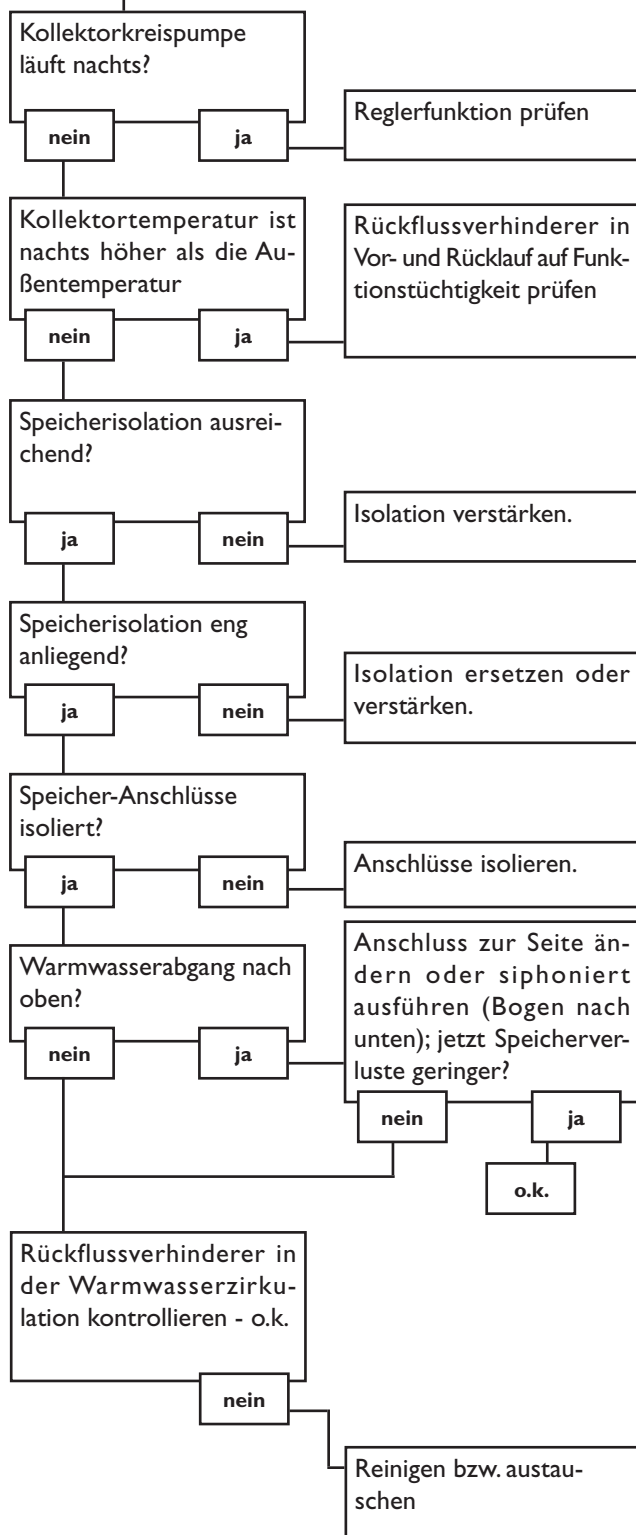 Kollektorkreispumpe
läuft nachts?
nein
ja
Reglerfunktion prüfen
Kollektortemperatur ist
nachts höher als die Au-
ßentemperatur
nein
ja
Rückflussverhinderer in
Vor- und Rücklauf auf Funk-
tionstüchtigkeit prüfen
Speicherisolation ausrei-
chend?
ja
nein
Isolation verstärken.
Speicherisolation eng
anliegend?
ja
nein
Isolation ersetzen oder
verstärken.
Speicher-Anschlüsse
isoliert?
ja
nein
Anschlüsse isolieren.
Warmwasserabgang nach
oben?
nein
ja
Anschluss zur Seite än-
dern oder siphoniert
ausführen (Bogen nach
unten); jetzt Speicherver-
luste geringer?
nein
ja
o.k.
Rückflussverhinderer in
der Warmwasserzirku-
lation kontrollieren - o.k.
nein
Reinigen bzw. austau-
schen